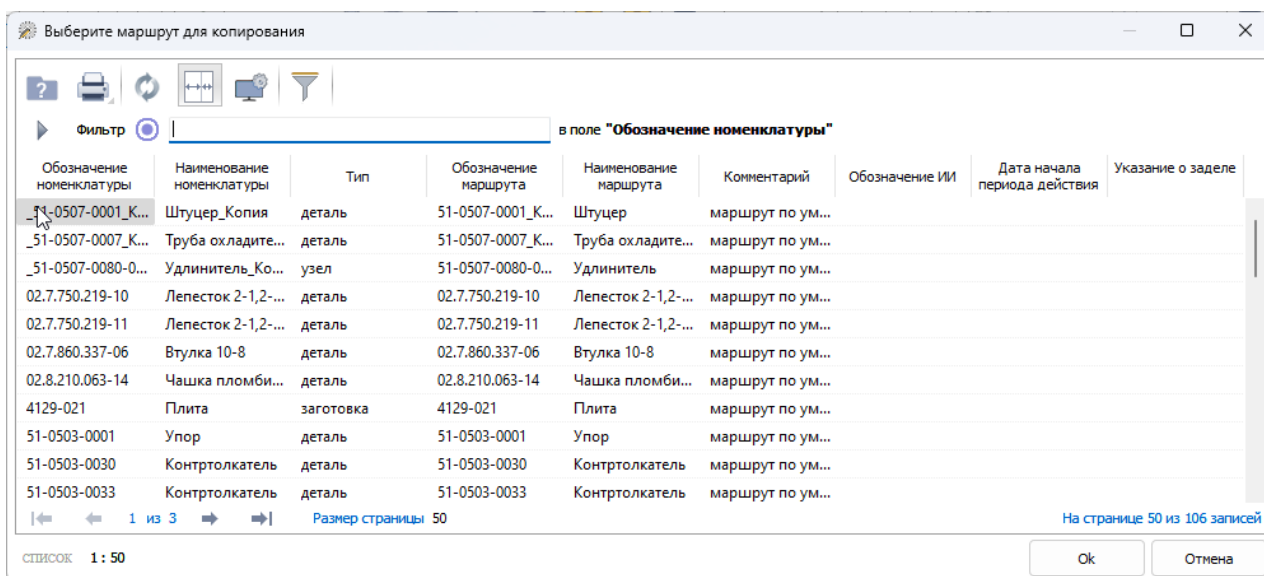 Выберите маршрут для копирования
Фильтр в поле "Обозначение номенклатуры"
Обозначение номенклатуры Наименование номенклатуры Тип Обозначение маршрута Наименование маршрута Комментарий Обозначение ИИ Дата начала периода действия Указание о заделе
_51-0507-0001_К... Штуцер_Копия деталь 51-0507-0001_К... Штуцер маршрут по ум...
_51-0507-0007_К... Труба охладите... деталь 51-0507-0007_К... Труба охладите... маршрут по ум...
_51-0507-0080-0... Удлинитель_Ко... узел 51-0507-0080-0... Удлинитель маршрут по ум...
02.7.750.219-10 Лепесток 2-1,2-... деталь 02.7.750.219-10 Лепесток 2-1,2-... маршрут по ум...
02.7.750.219-11 Лепесток 2-1,2-... деталь 02.7.750.219-11 Лепесток 2-1,2-... маршрут по ум...
02.7.860.337-06 Втулка 10-8 деталь 02.7.860.337-06 Втулка 10-8 маршрут по ум...
02.8.210.063-14 Чашка пломби... деталь 02.8.210.063-14 Чашка пломби... маршрут по ум...
4129-021 Плита заготовка 4129-021 Плита маршрут по ум...
51-0503-0001 Упор деталь 51-0503-0001 Упор маршрут по ум...
51-0503-0030 Контртолкатель деталь 51-0503-0030 Контртолкатель маршрут по ум...
51-0503-0033 Контртолкатель деталь 51-0503-0033 Контртолкатель маршрут по ум...
1 из 3 Размер страницы 50 На странице 50 из 106 записей
СПИСОК 1 : 50 Ok Отмена